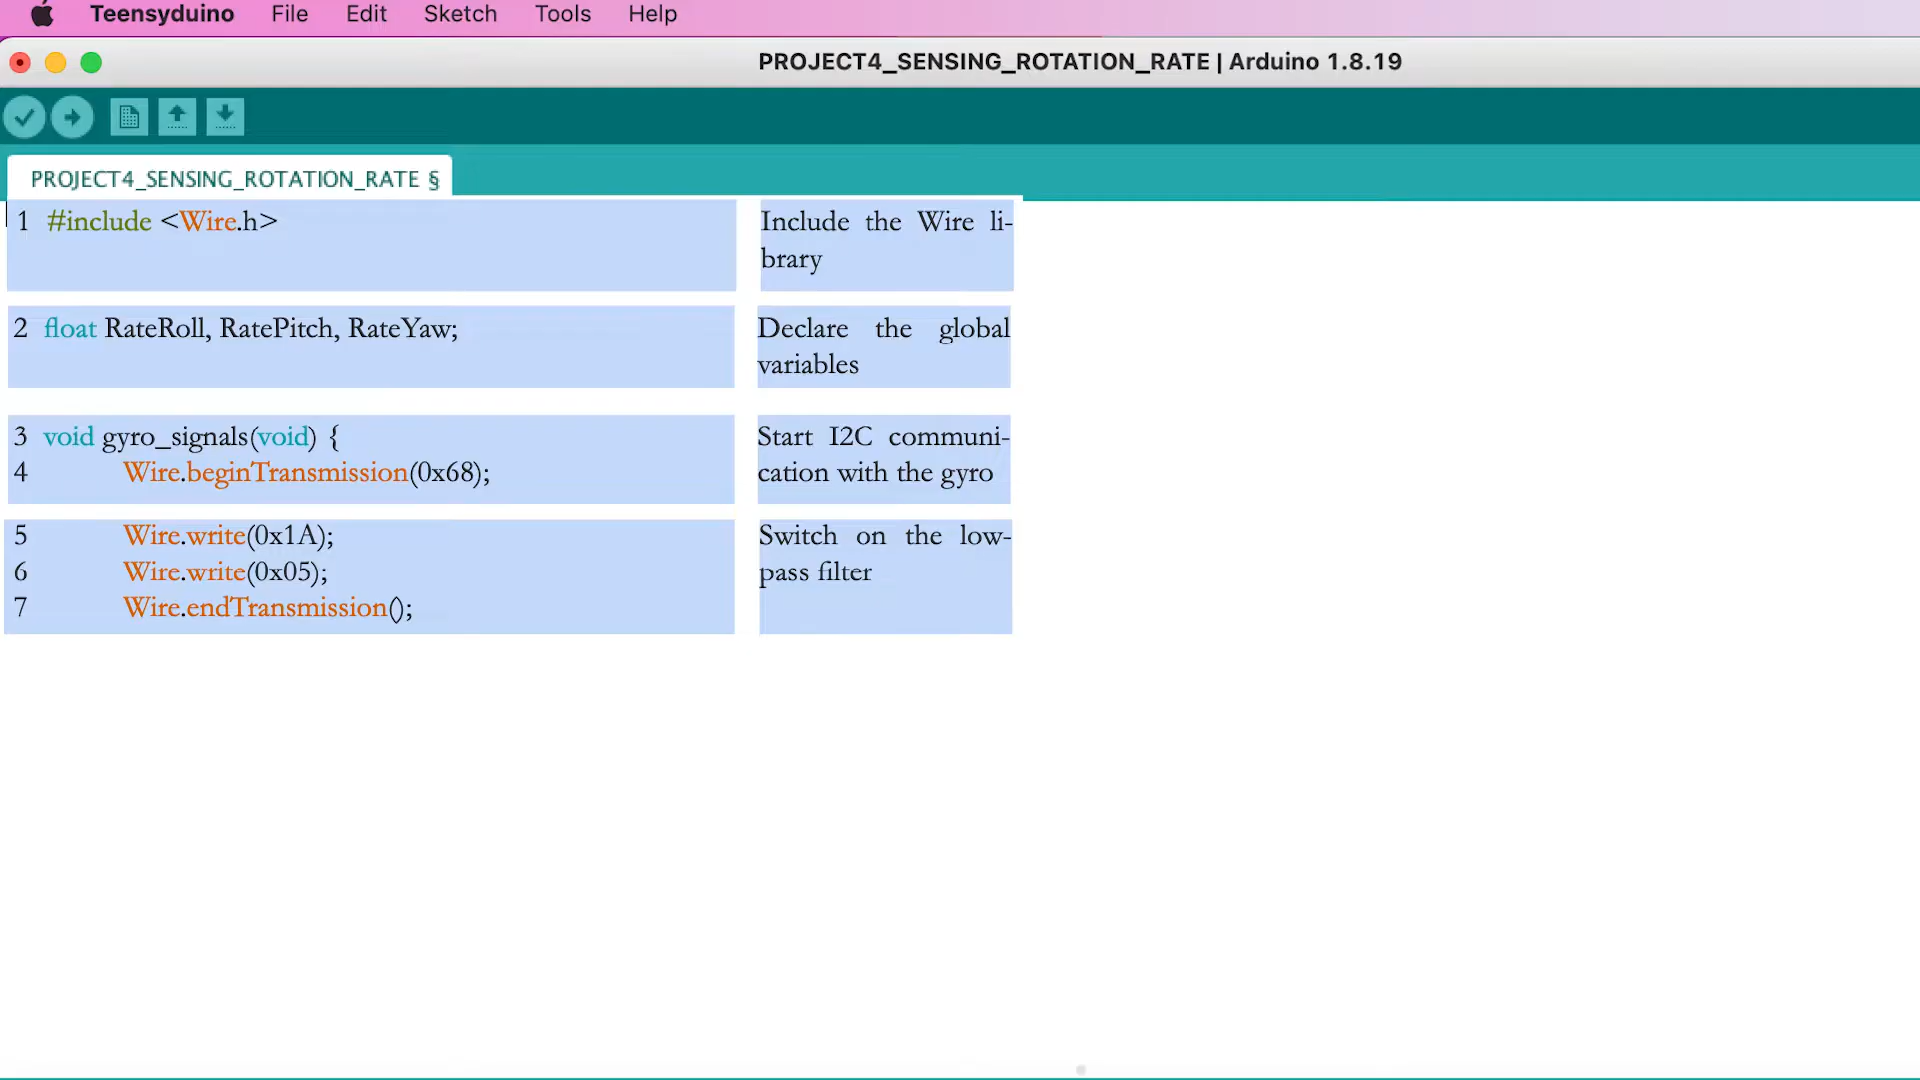 Teensyduino File Edit Sketch Tools Help
PROJECT4_SENSING_ROTATION_RATE | Arduino 1.8.19
PROJECT4_SENSING_ROTATION_RATE §
1 #include <Wire.h>
Include the Wire li-
brary
2 float RateRoll, RatePitch, RateYaw;
Declare the global
variables
3 void gyro_signals(void) {
4 Wire.beginTransmission(0x68);
Start I2C communi-
cation with the gyro
5 Wire.write(0x1A);
6 Wire.write(0x05);
7 Wire.endTransmission();
Switch on the low-
pass filter